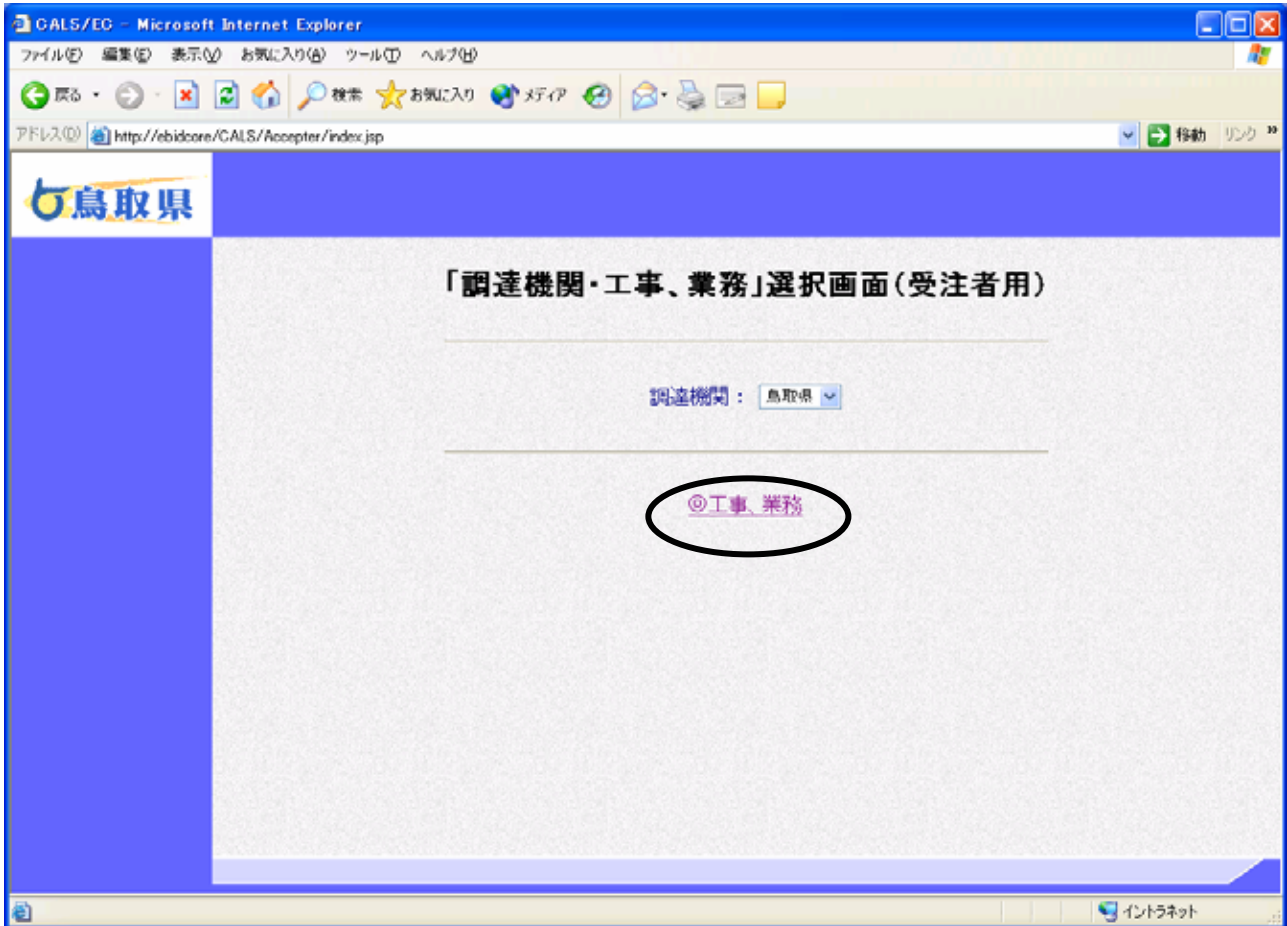 CALS/EC - Microsoft Internet Explorer
ファイル(F) 編集(E) 表示(V) お気に入り(A) ツール(T) ヘルプ(H)
戻る 検索 お気に入り メディア
アドレス(D) http://ebidcore/CALS/Accepter/index.jsp 移動 リンク »
鳥取県
「調達機関・工事、業務」選択画面(受注者用)
調達機関： 鳥取県
◎工事、業務
イントラネット